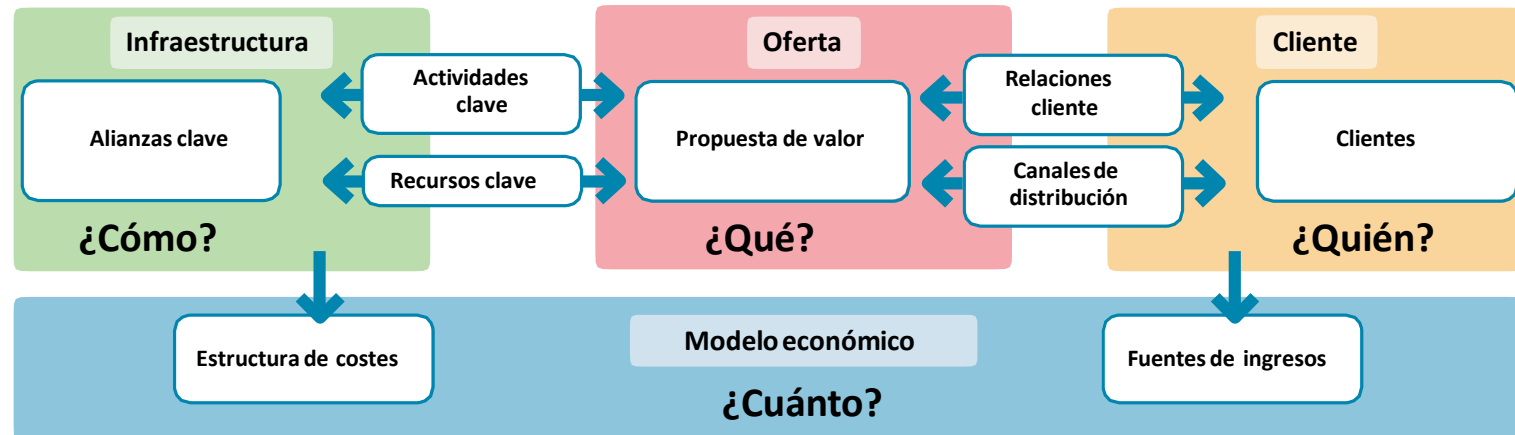 Infraestructura
Oferta
Cliente
Actividades
clave
Relaciones
cliente
Alianzas clave
Propuesta de valor
Clientes
Recursos clave
Canales de
distribución
¿Cómo?
¿Qué?
¿Quién?
Modelo económico
Estructura de costes
Fuentes de ingresos
¿Cuánto?